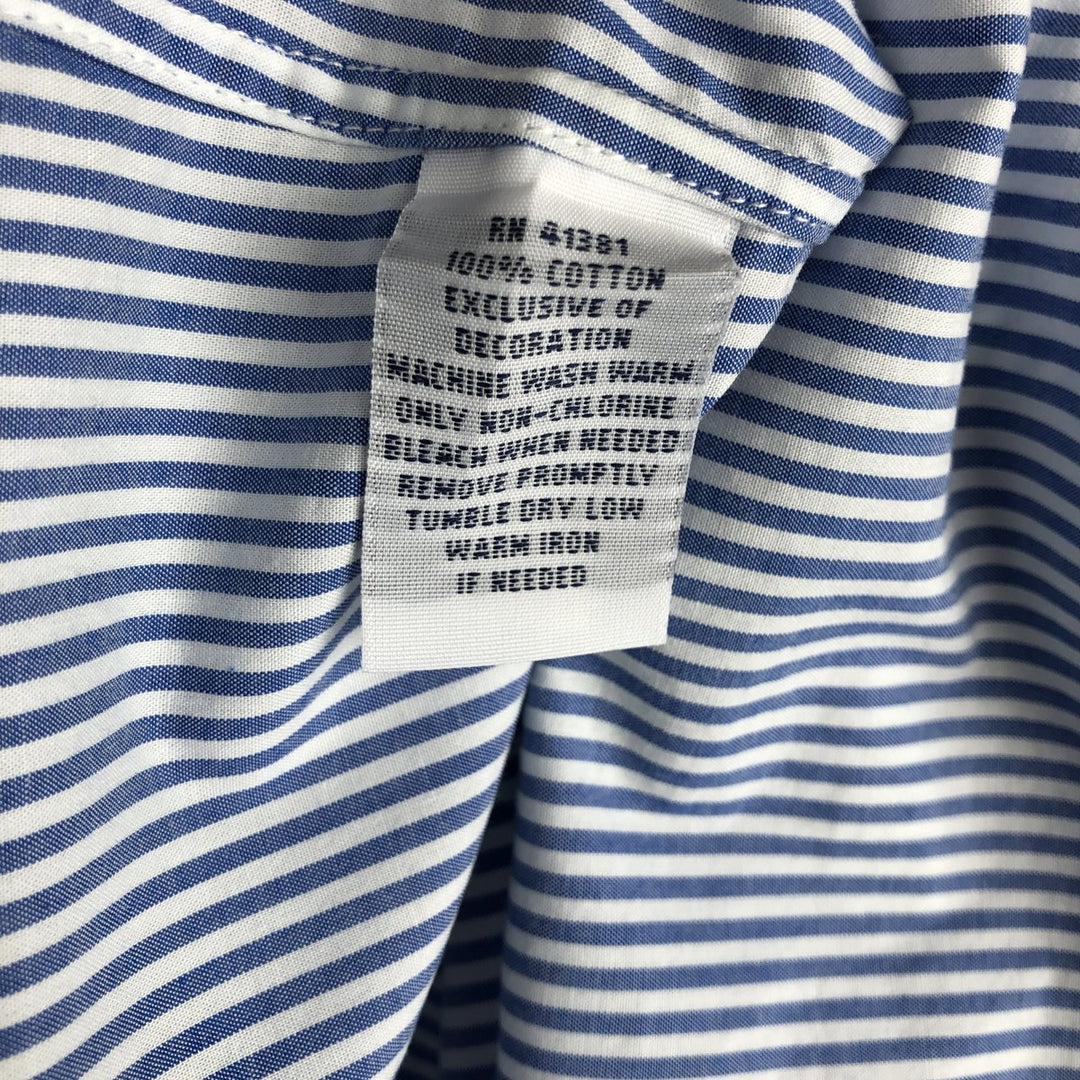 RN 41381
100% COTTON
EXCLUSIVE OF
DECORATION
MACHINE WASH WARM
ONLY NON-CHLORINE
BLEACH WHEN NEEDED
REMOVE PROMPTLY
TUMBLE DRY LOW
WARM IRON
IF NEEDED